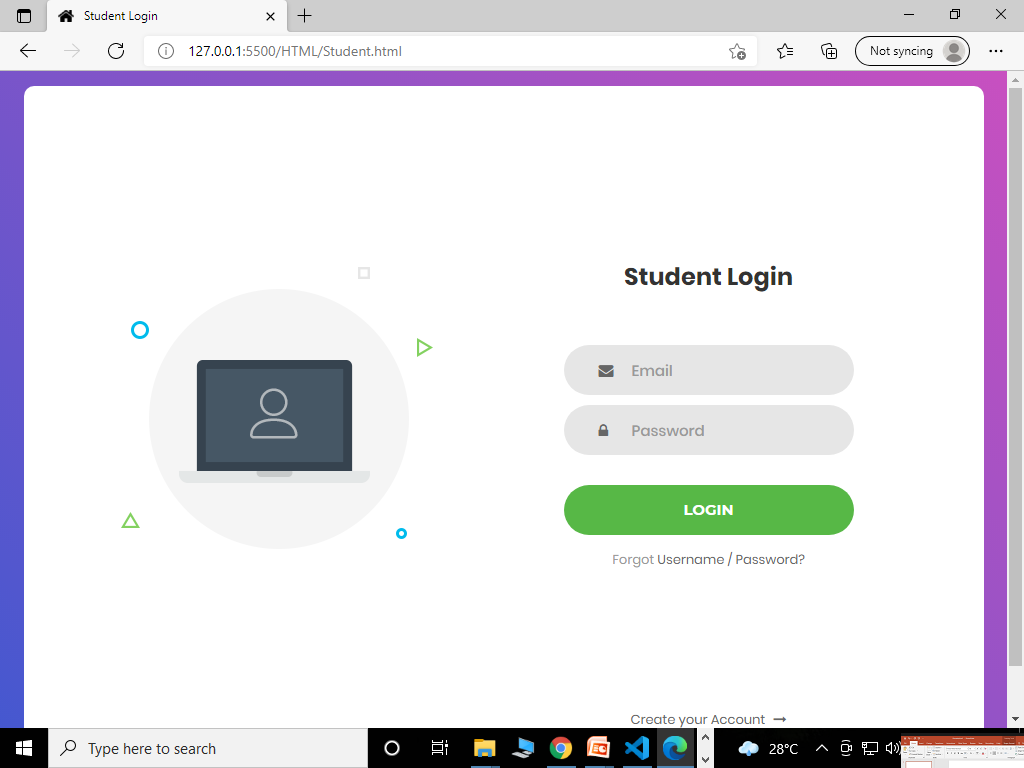 Student Login
127.0.0.1:5500/HTML/Student.html
Not syncing
Student Login
Email
Password
LOGIN
Forgot Username / Password?
Create your Account
Type here to search
28°C